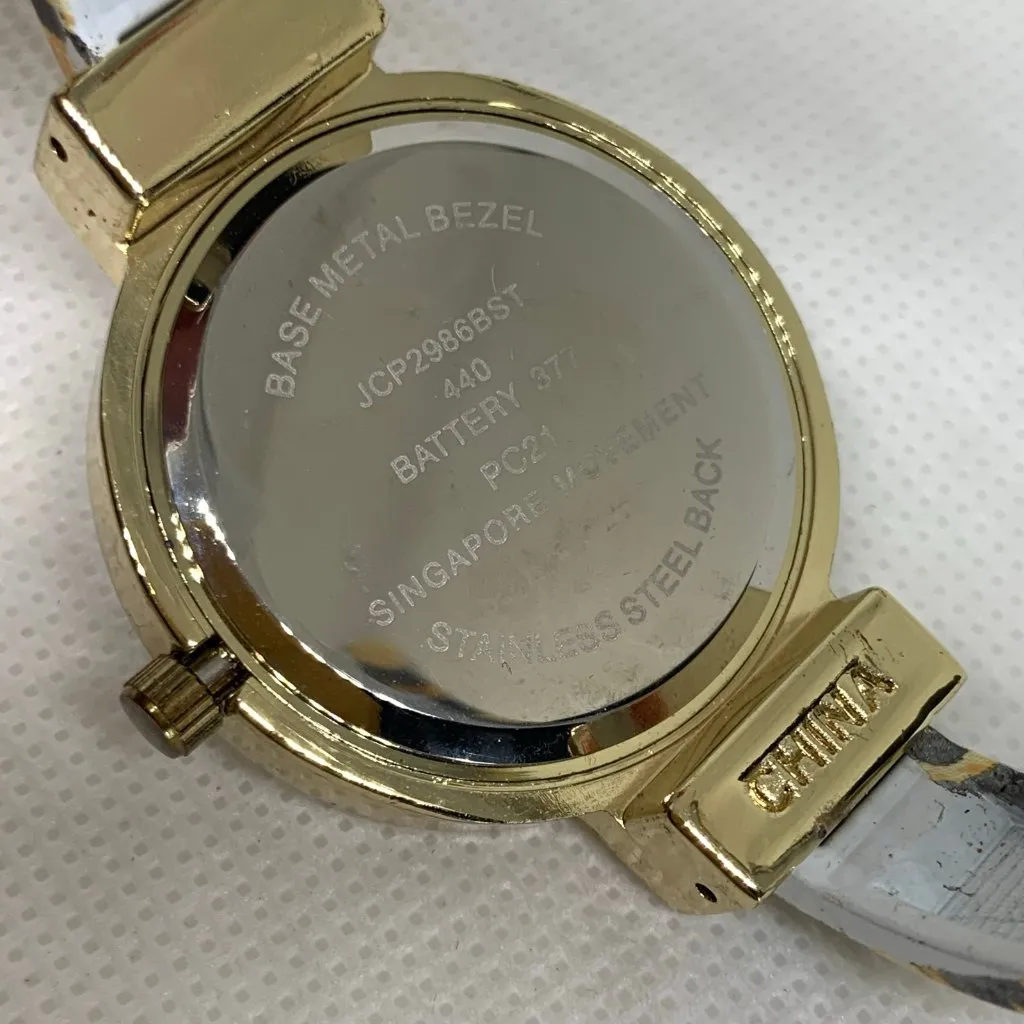 BASE METAL BEZEL
JCP2986BST
440
BATTERY 377
PC21
SINGAPORE MOVEMENT
STAINLESS STEEL BACK
CHINA